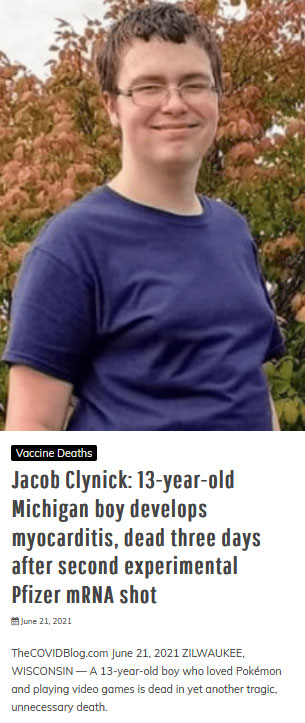 Vaccine Deaths
Jacob Clynick: 13-year-old
Michigan boy develops
myocarditis, dead three days
after second experimental
Pfizer mRNA shot
June 21, 2021
TheCOVIDBlog.com June 21, 2021 ZILWAUKEE,
WISCONSIN — A 13-year-old boy who loved Pokémon
and playing video games is dead in yet another tragic,
unnecessary death.